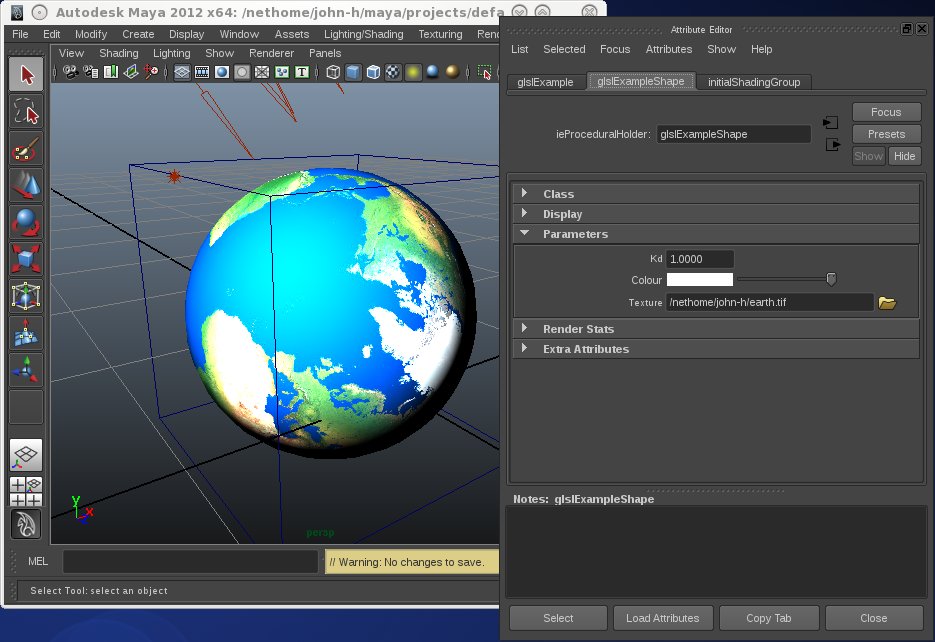 Autodesk Maya 2012 x64: /nethome/john-h/maya/projects/defa
File Edit Modify Create Display Window Assets Lighting/Shading Texturing Ren
View Shading Lighting Show Renderer Panels
persp
MEL
// Warning: No changes to save.
Select Tool: select an object
Attribute Editor
List Selected Focus Attributes Show Help
glslExample glslExampleShape initialShadingGroup
ieProceduralHolder: glslExampleShape
Focus
Presets
Show Hide
Class
Display
Parameters
Kd 1.0000
Colour
Texture /nethome/john-h/earth.tif
Render Stats
Extra Attributes
Notes: glslExampleShape
Select Load Attributes Copy Tab Close
y
x